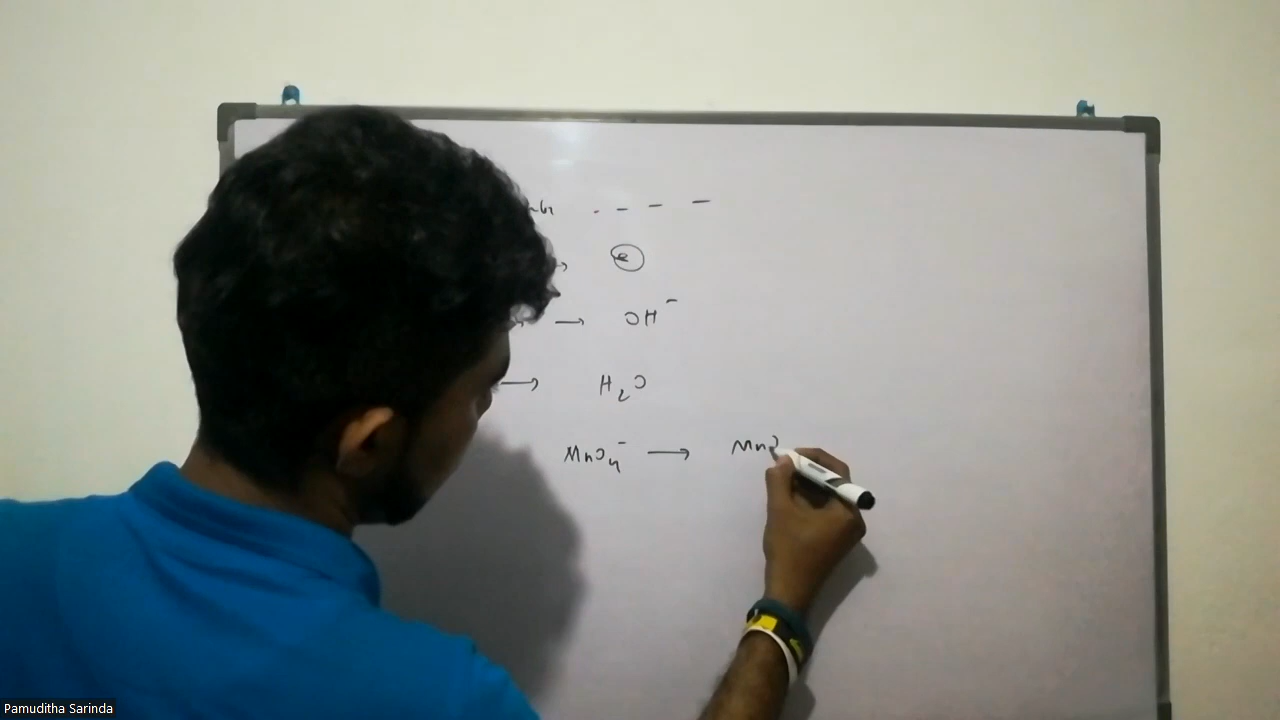 - - - -
→ e
→ OH⁻
→ H₂O
MnO₄⁻ → MnO
Pamuditha Sarinda